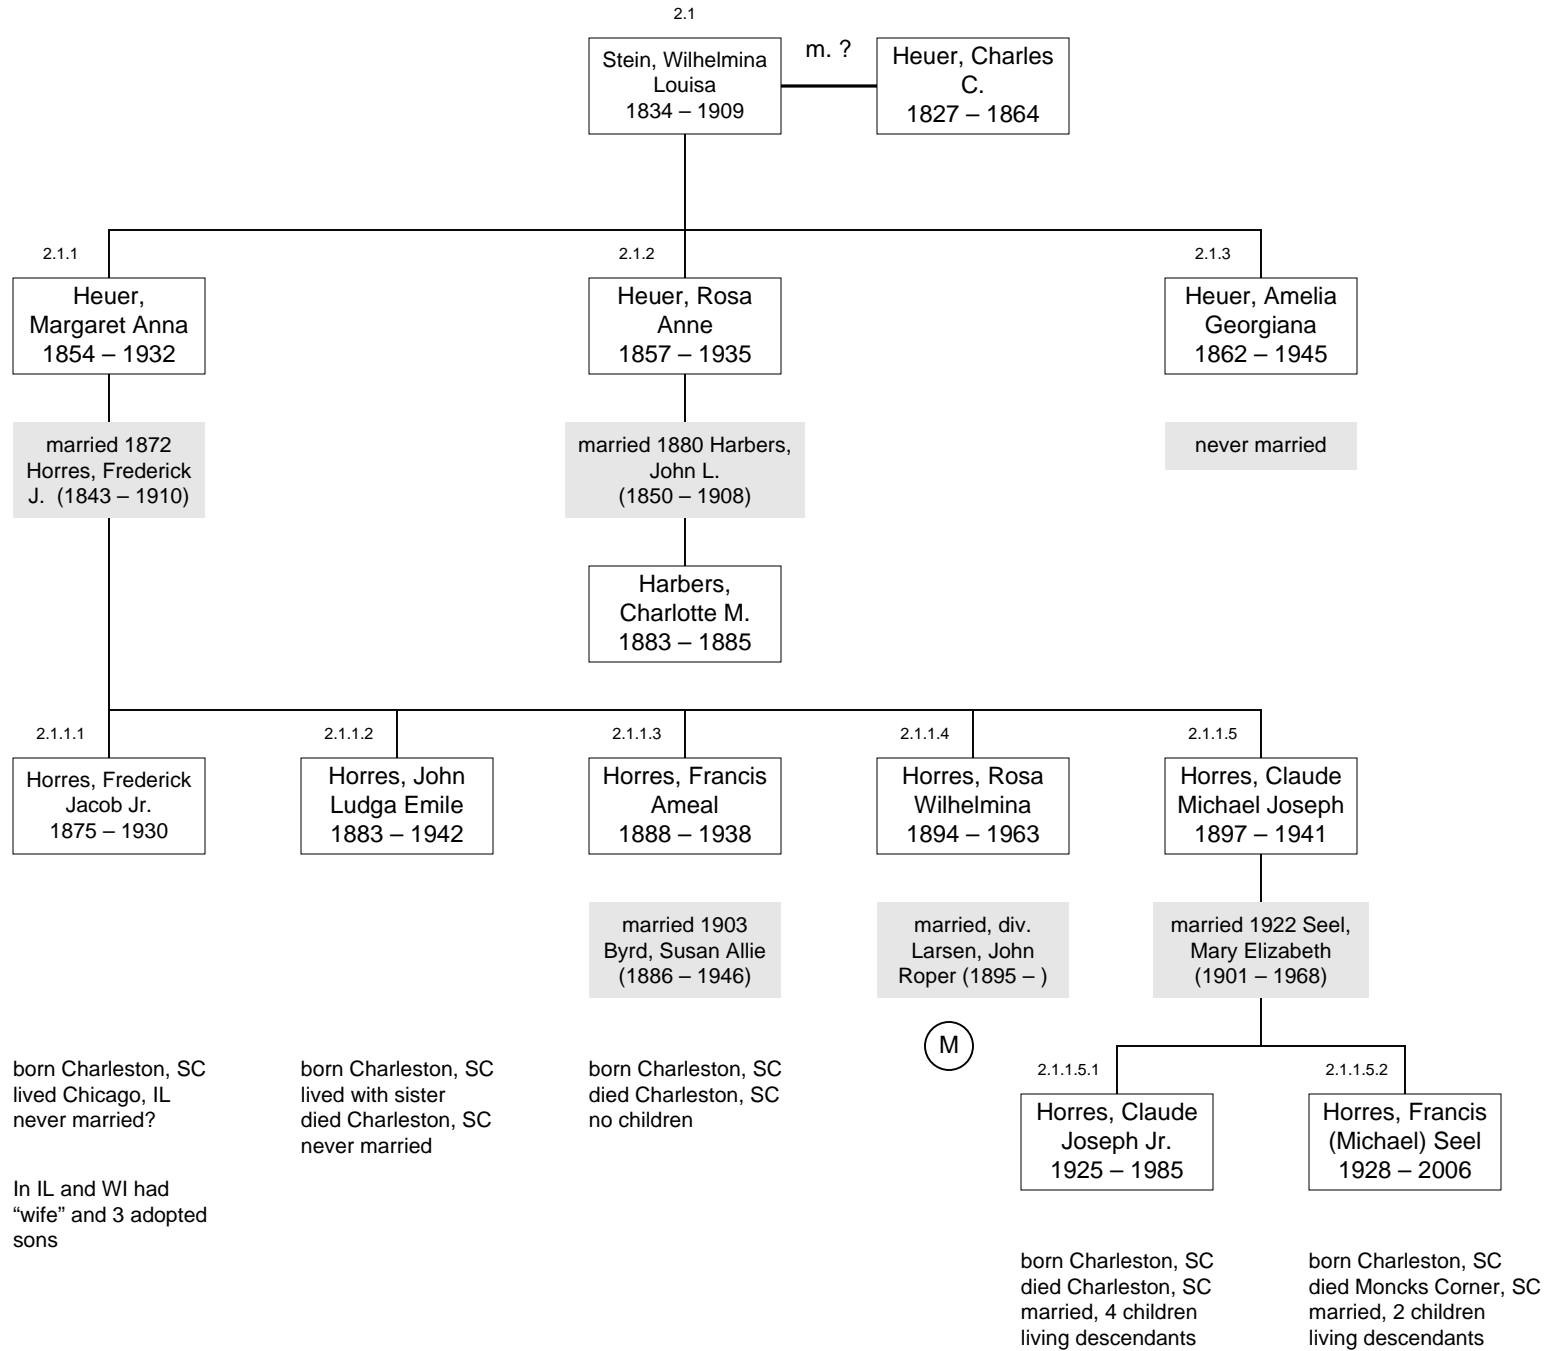 2.1
Stein, Wilhelmina
Louisa
1834 – 1909
m. ?
Heuer, Charles
C.
1827 – 1864
2.1.1
Heuer,
Margaret Anna
1854 – 1932
2.1.2
Heuer, Rosa
Anne
1857 – 1935
2.1.3
Heuer, Amelia
Georgiana
1862 – 1945
married 1872
Horres, Frederick
J.  (1843 – 1910)
married 1880 Harbers,
John L.
(1850 – 1908)
never married
Harbers,
Charlotte M.
1883 – 1885
2.1.1.1
Horres, Frederick
Jacob Jr.
1875 – 1930
2.1.1.2
Horres, John
Ludga Emile
1883 – 1942
2.1.1.3
Horres, Francis
Ameal
1888 – 1938
2.1.1.4
Horres, Rosa
Wilhelmina
1894 – 1963
2.1.1.5
Horres, Claude
Michael Joseph
1897 – 1941
married 1903
Byrd, Susan Allie
(1886 – 1946)
married, div.
Larsen, John
Roper (1895 – )
married 1922 Seel,
Mary Elizabeth
(1901 – 1968)
born Charleston, SC
lived Chicago, IL
never married?
In IL and WI had
“wife” and 3 adopted
sons
born Charleston, SC
lived with sister
died Charleston, SC
never married
born Charleston, SC
died Charleston, SC
no children
M
2.1.1.5.1
Horres, Claude
Joseph Jr.
1925 – 1985
2.1.1.5.2
Horres, Francis
(Michael) Seel
1928 – 2006
born Charleston, SC
died Charleston, SC
married, 4 children
living descendants
born Charleston, SC
died Moncks Corner, SC
married, 2 children
living descendants